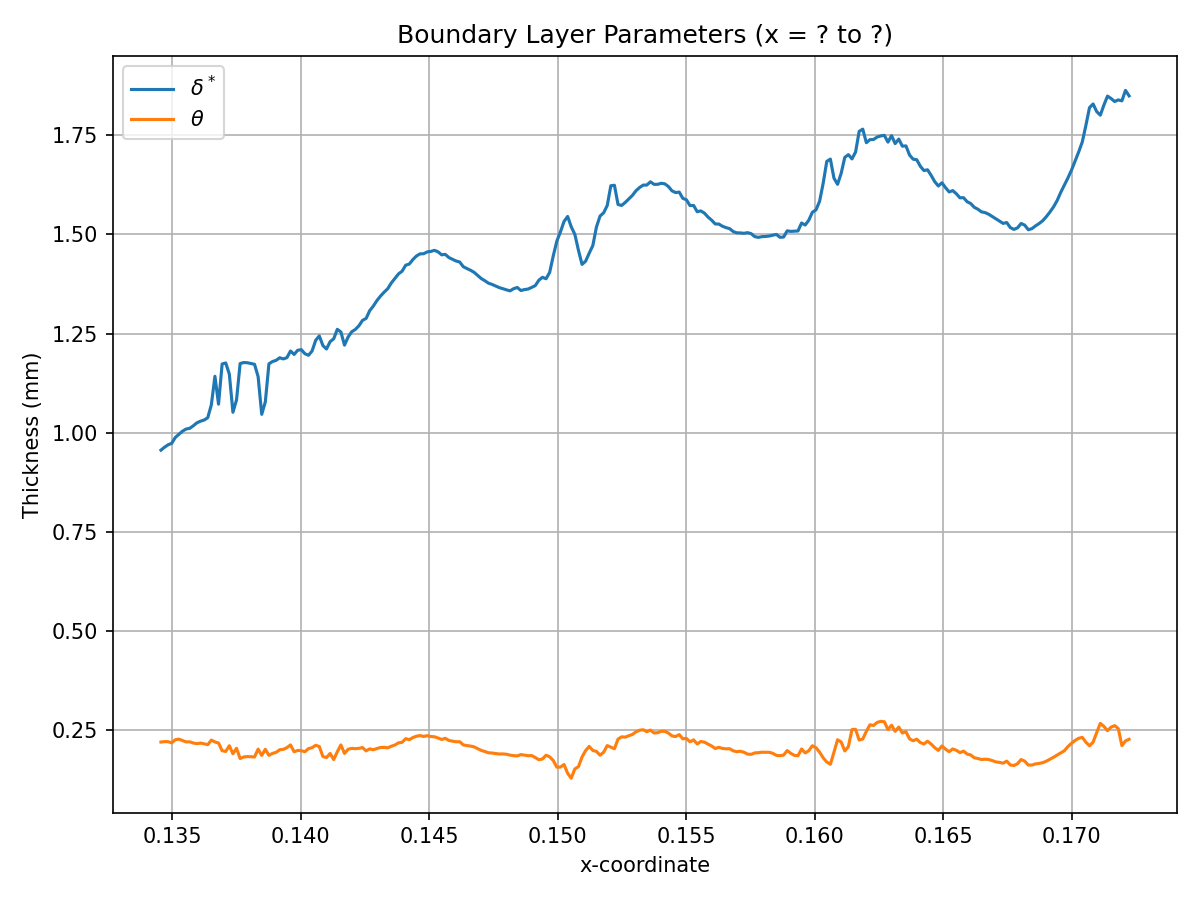 Boundary Layer Parameters (x = ? to ?)
δ*
θ
Thickness (mm)
1.75
1.50
1.25
1.00
0.75
0.50
0.25
0.135 0.140 0.145 0.150 0.155 0.160 0.165 0.170
x-coordinate